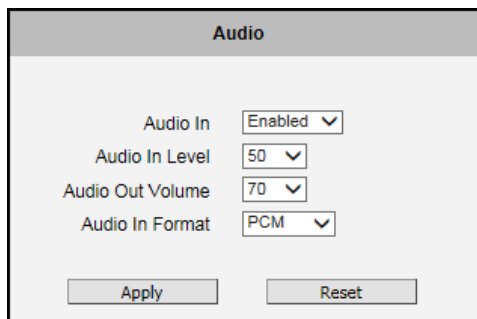 Audio
Audio In Enabled
Audio In Level 50
Audio Out Volume 70
Audio In Format PCM
Apply Reset